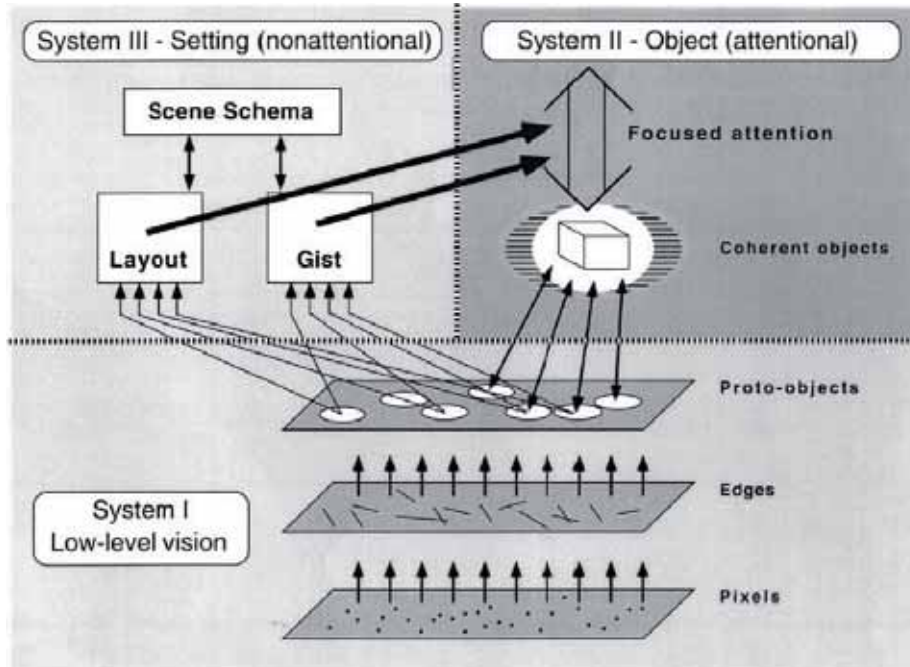 System III - Setting (nonattentional)
System II - Object (attentional)
Scene Schema
Focused attention
Layout
Gist
Coherent objects
Proto-objects
Edges
System I
Low-level vision
Pixels